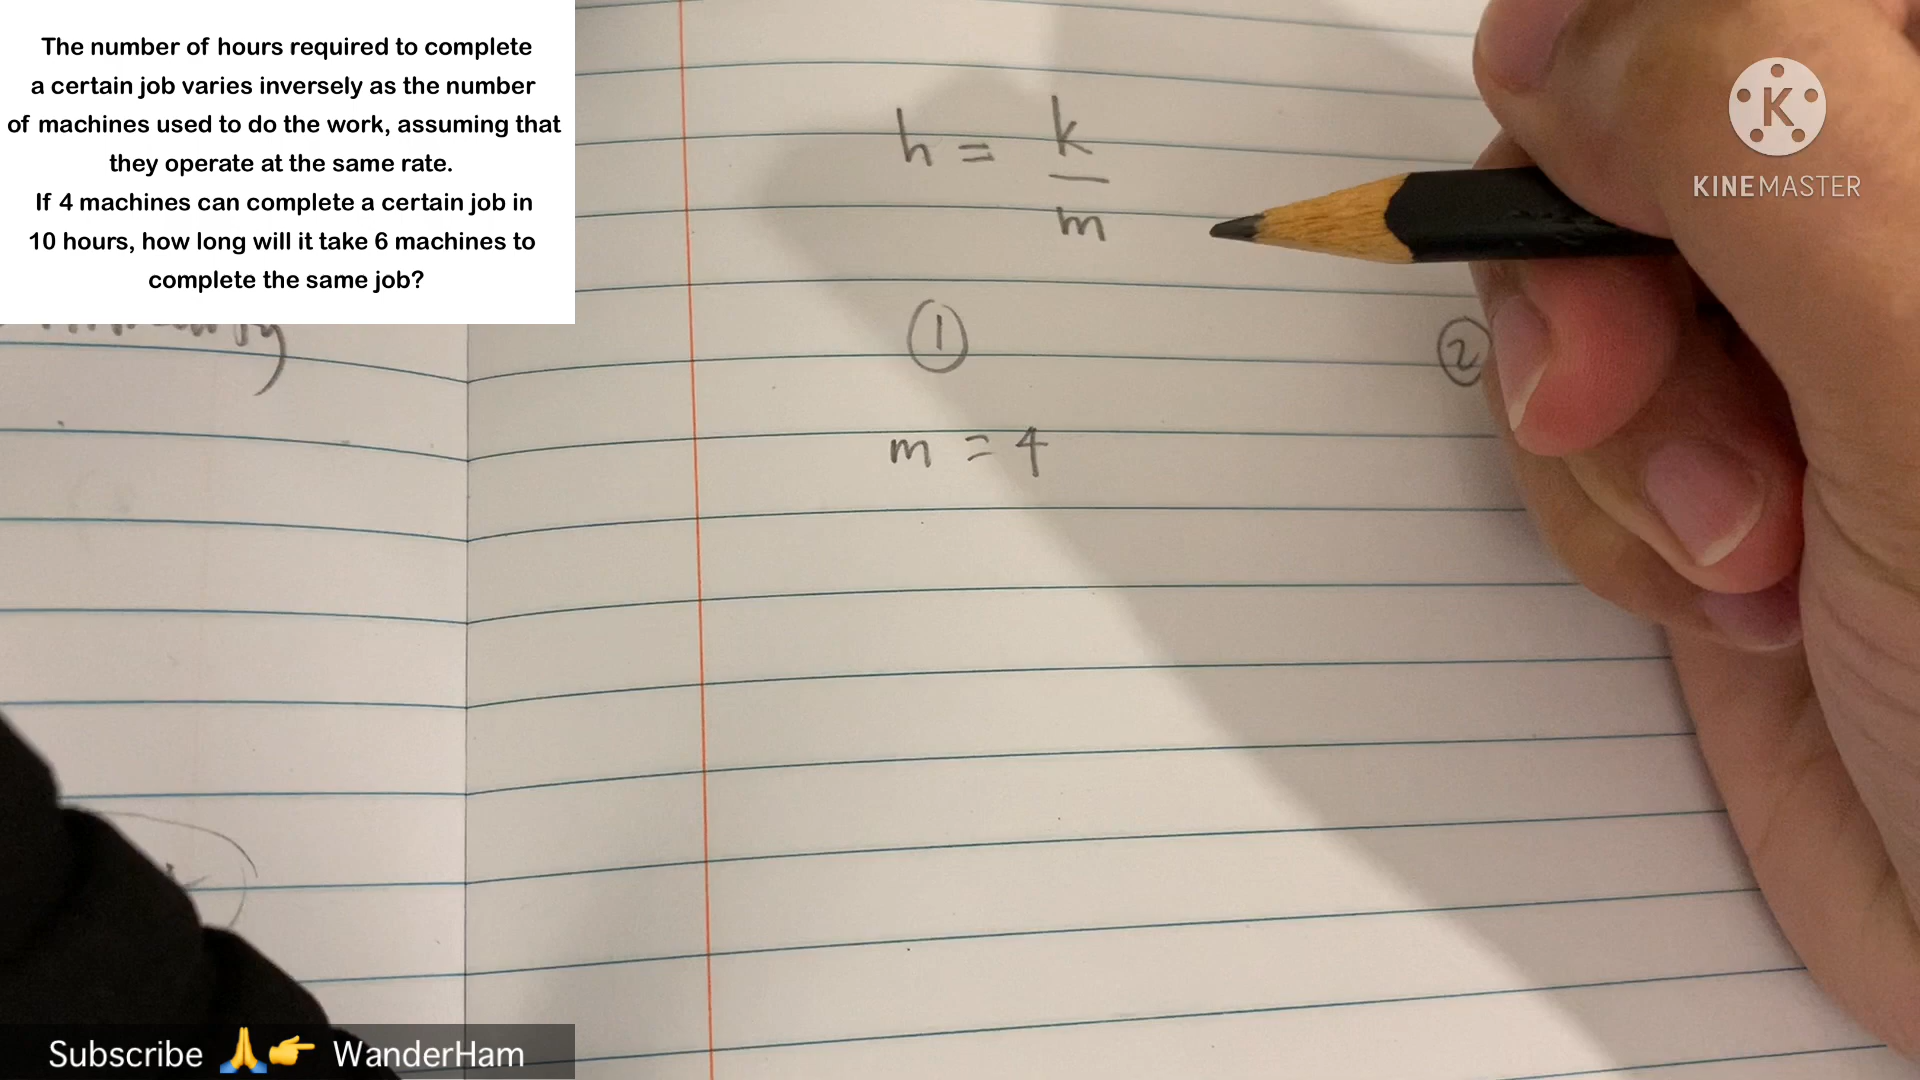 The number of hours required to complete
a certain job varies inversely as the number
of machines used to do the work, assuming that
they operate at the same rate.
If 4 machines can complete a certain job in
10 hours, how long will it take 6 machines to
complete the same job?
h = k
m
① ②
m = 4
KINEMASTER
Subscribe 🙏👉 WanderHam